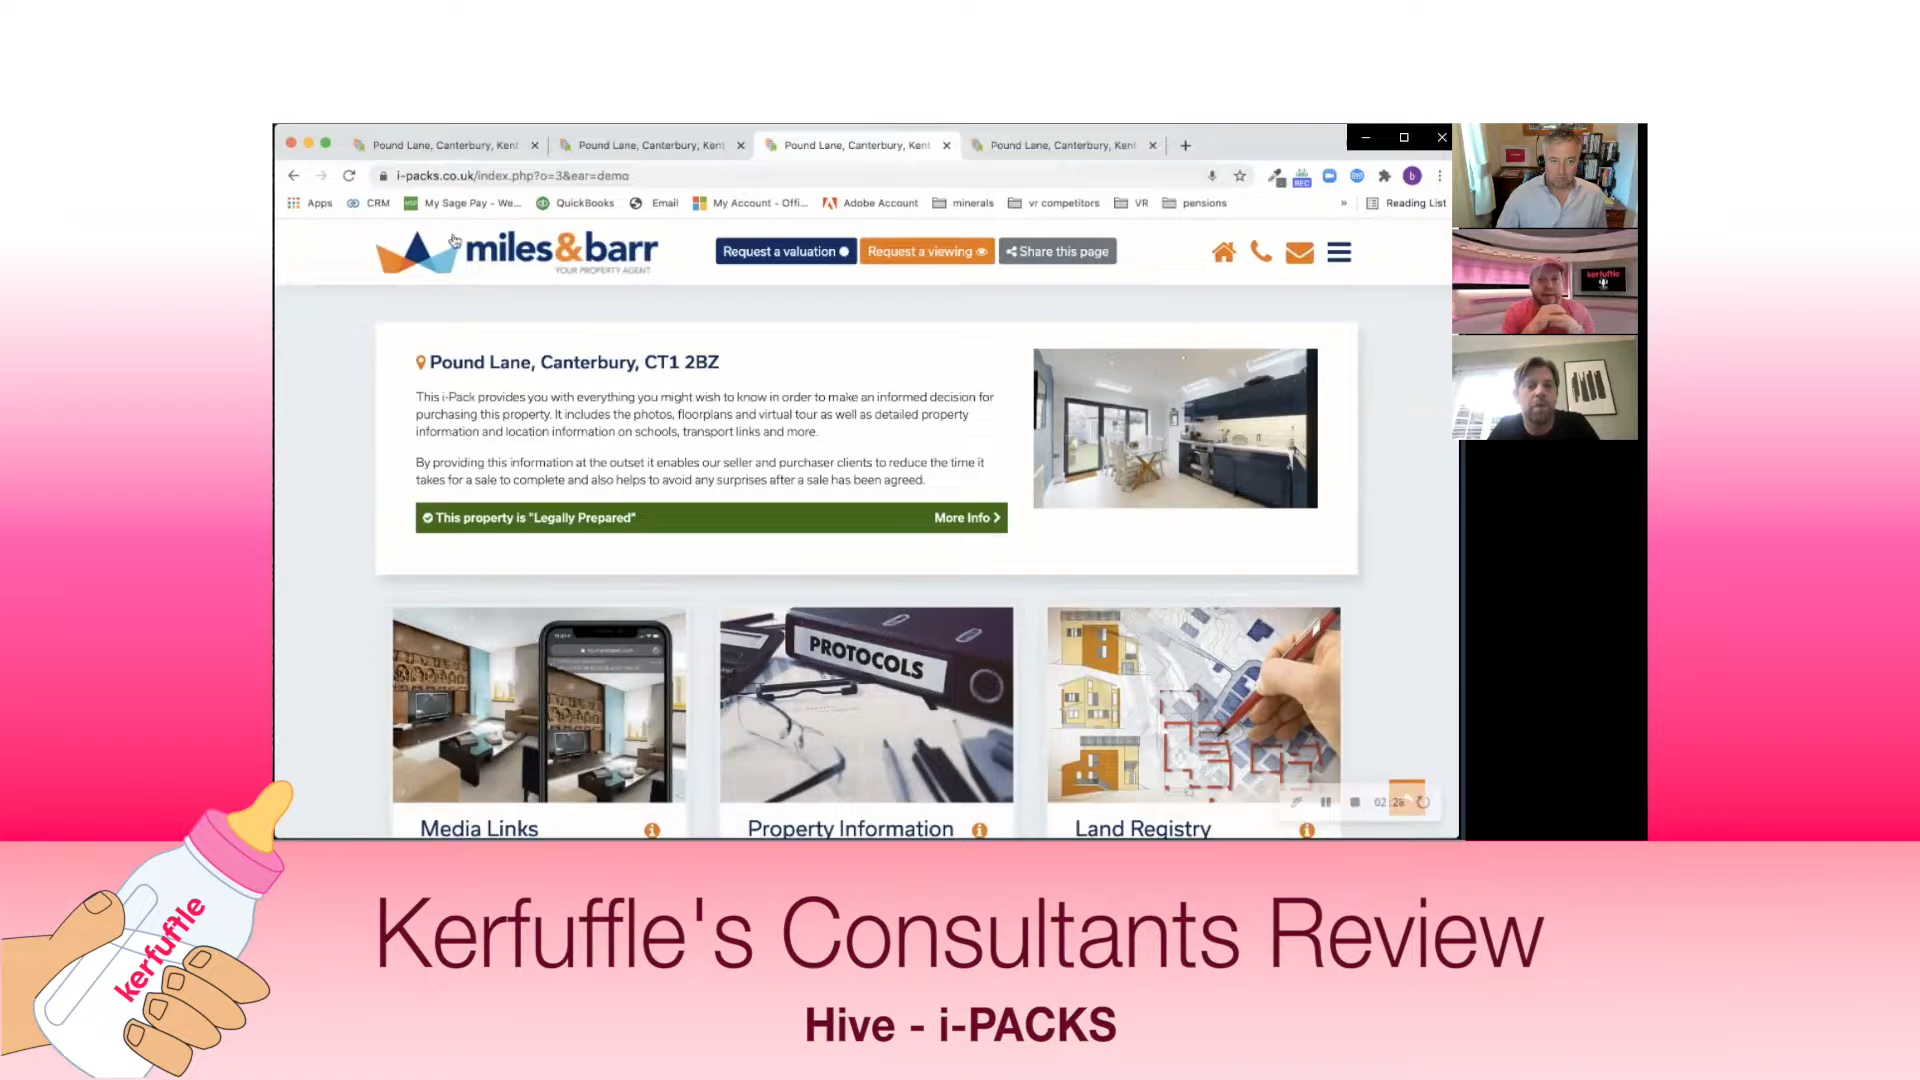 Pound Lane, Canterbury, Kent
Pound Lane, Canterbury, Kent
Pound Lane, Canterbury, Kent
Pound Lane, Canterbury, Kent
i-packs.co.uk/index.php?o=3&ear=demo
REC
b
Apps
CRM
My Sage Pay - We...
QuickBooks
Email
My Account - Offi...
Adobe Account
minerals
vr competitors
VR
pensions
»
Reading List
miles&barr
YOUR PROPERTY AGENT
Request a valuation
Request a viewing
Share this page
kerfuffle
Pound Lane, Canterbury, CT1 2BZ
This i-Pack provides you with everything you might wish to know in order to make an informed decision for
purchasing this property. It includes the photos, floorplans and virtual tour as well as detailed property
information and location information on schools, transport links and more.
By providing this information at the outset it enables our seller and purchaser clients to reduce the time it
takes for a sale to complete and also helps to avoid any surprises after a sale has been agreed.
This property is "Legally Prepared"
More Info
PROTOCOLS
02:28
Media Links
Property Information
Land Registry
kerfuffle
Kerfuffle's Consultants Review
Hive - i-PACKS